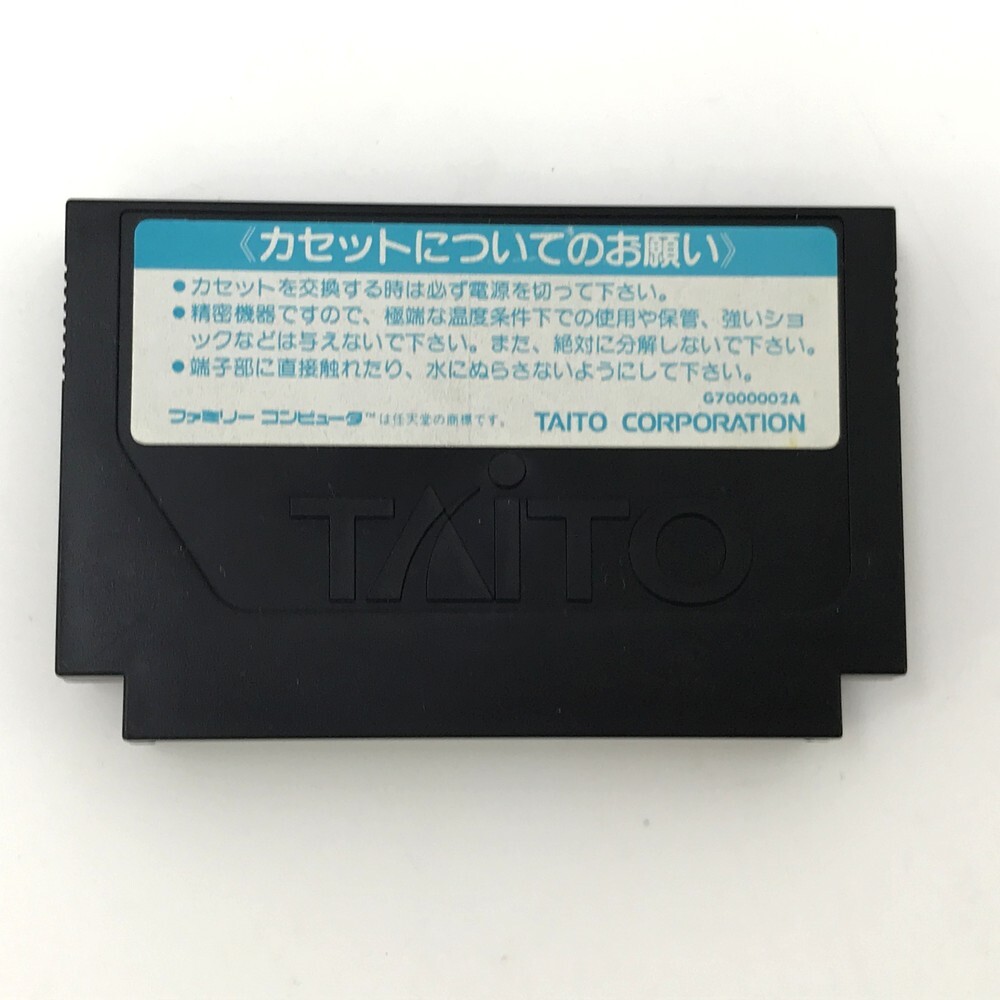 《カセットについてのお願い》
●カセットを交換する時は必ず電源を切って下さい。
●精密機器ですので、極端な温度条件下での使用や保管、強いショ
ックなどは与えないで下さい。また、絶対に分解しないで下さい。
●端子部に直接触れたり、水にぬらさないようにして下さい。
G7000002A
ファミリー コンピュータ™は任天堂の商標です。 TAITO CORPORATION
TAiTO